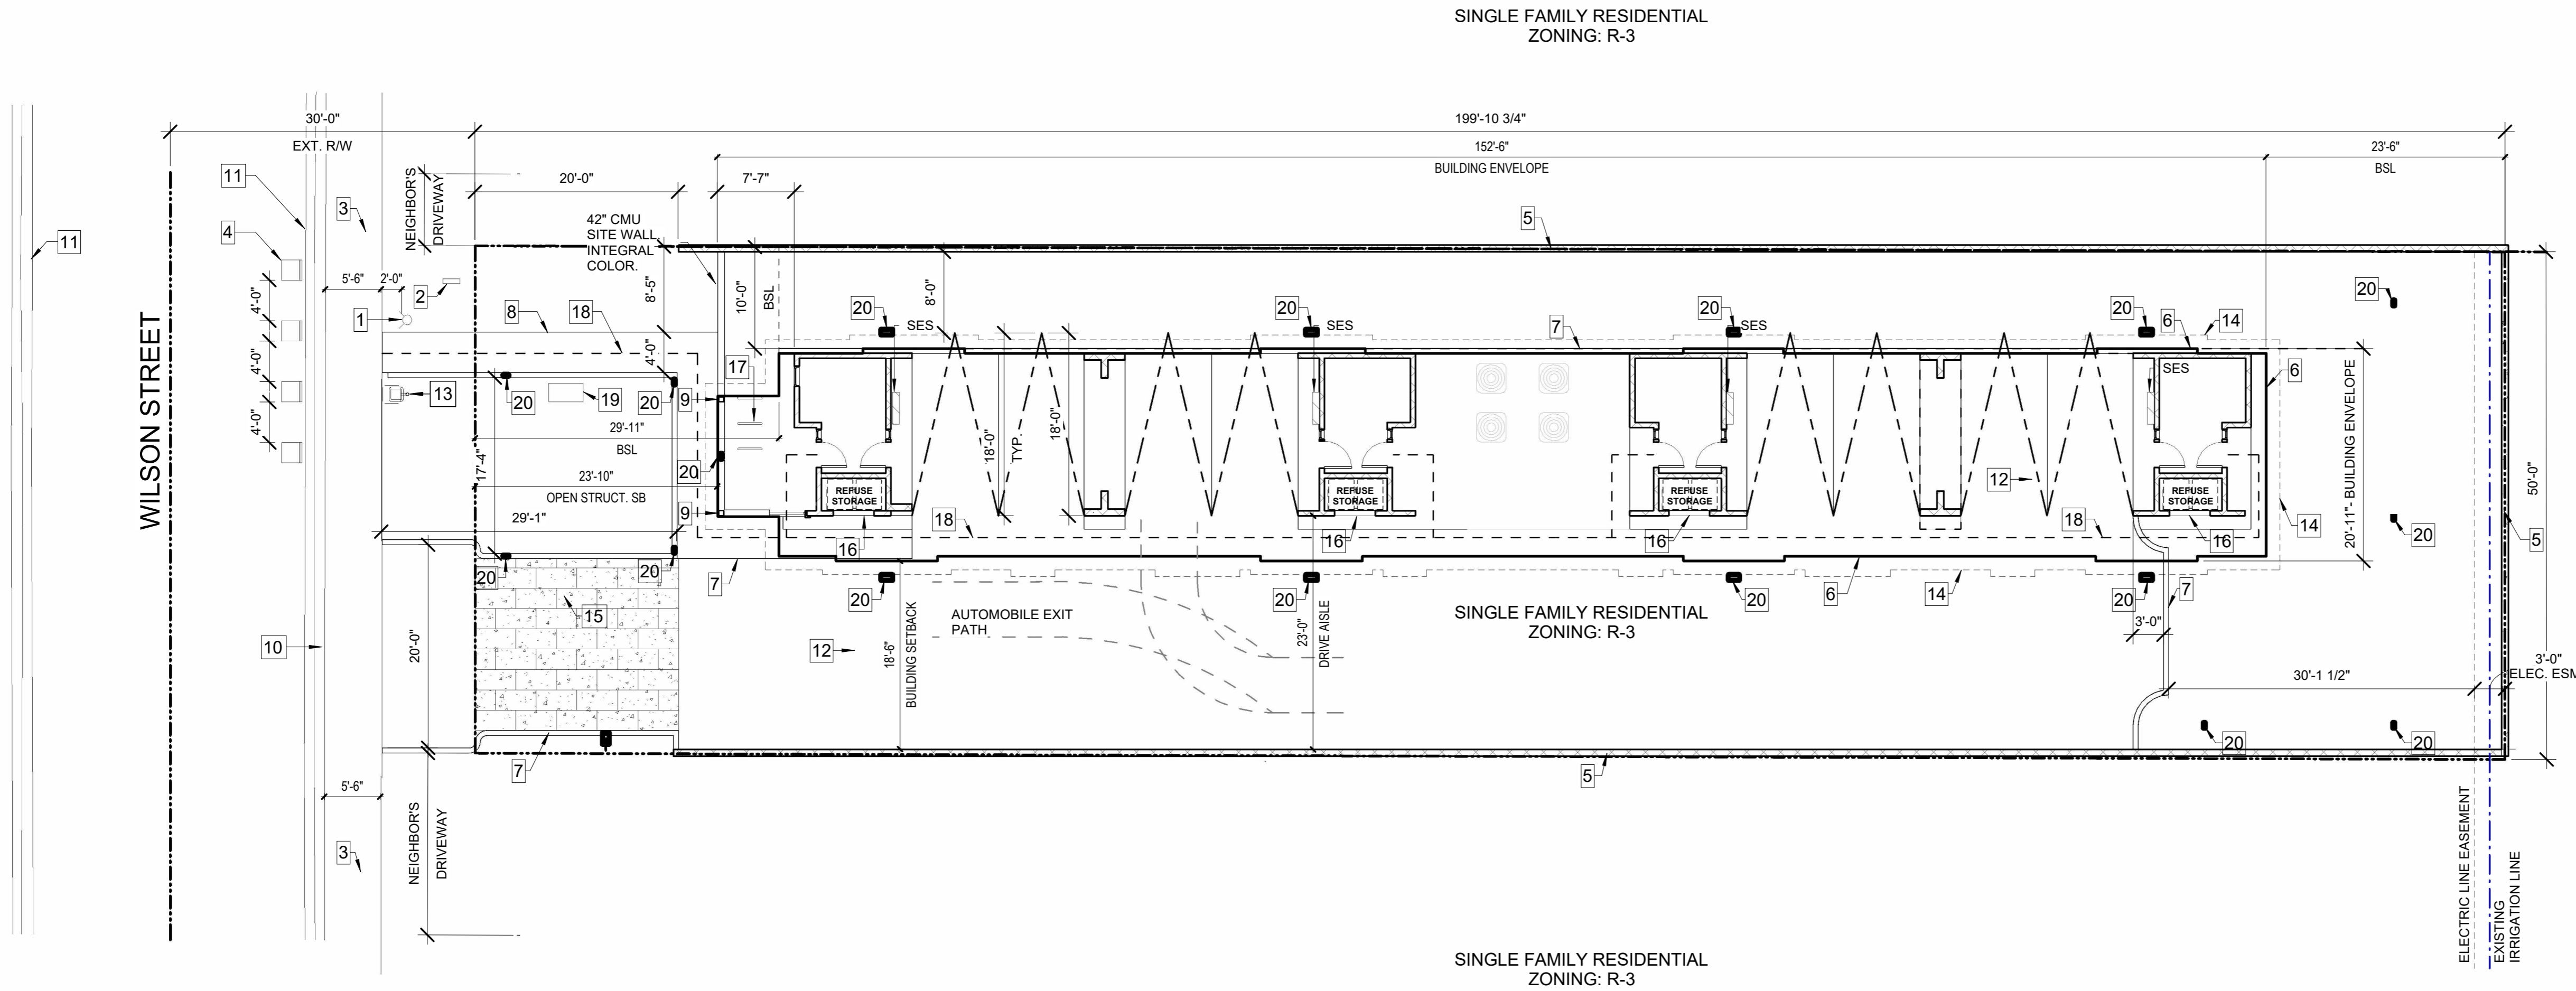 SINGLE FAMILY RESIDENTIAL
ZONING: R-3
30'-0"
EXT. R/W
199'-10 3/4"
152'-6"
BUILDING ENVELOPE
23'-6"
BSL
11
3
NEIGHBOR'S
DRIVEWAY
20'-0"
7'-7"
4
11
42" CMU
SITE WALL,
INTEGRAL
COLOR.
5
5'-6"
2'-0"
2
8'-5"
10'-0"
BSL
8'-0"
4'-0"
4'-0"
4'-0"
1
8
18
4'-0"
20
SES
20
SES
20
SES
7
20
6
14
20
WILSON STREET
17
13
20
19
20
9
29'-11"
BSL
17'-4"
23'-10"
OPEN STRUCT. SB
29'-1"
20
9
18'-0"
TYP.
18'-0"
SES
6
20'-11"- BUILDING ENVELOPE
12
REFUSE
STORAGE
REFUSE
STORAGE
REFUSE
STORAGE
REFUSE
STORAGE
18
16
16
16
18
16
14
20
5
50'-0"
20
20
7
20
20
20
20
6
14
7
15
AUTOMOBILE EXIT
PATH
SINGLE FAMILY RESIDENTIAL
ZONING: R-3
3'-0"
10
20'-0"
12
18'-6"
BUILDING SETBACK
23'-0"
DRIVE AISLE
30'-1 1/2"
3'-0"
ELEC. ESM
20
20
7
5
5'-6"
3
NEIGHBOR'S
DRIVEWAY
ELECTRIC LINE EASEMENT
EXISTING
IRRIGATION LINE
SINGLE FAMILY RESIDENTIAL
ZONING: R-3